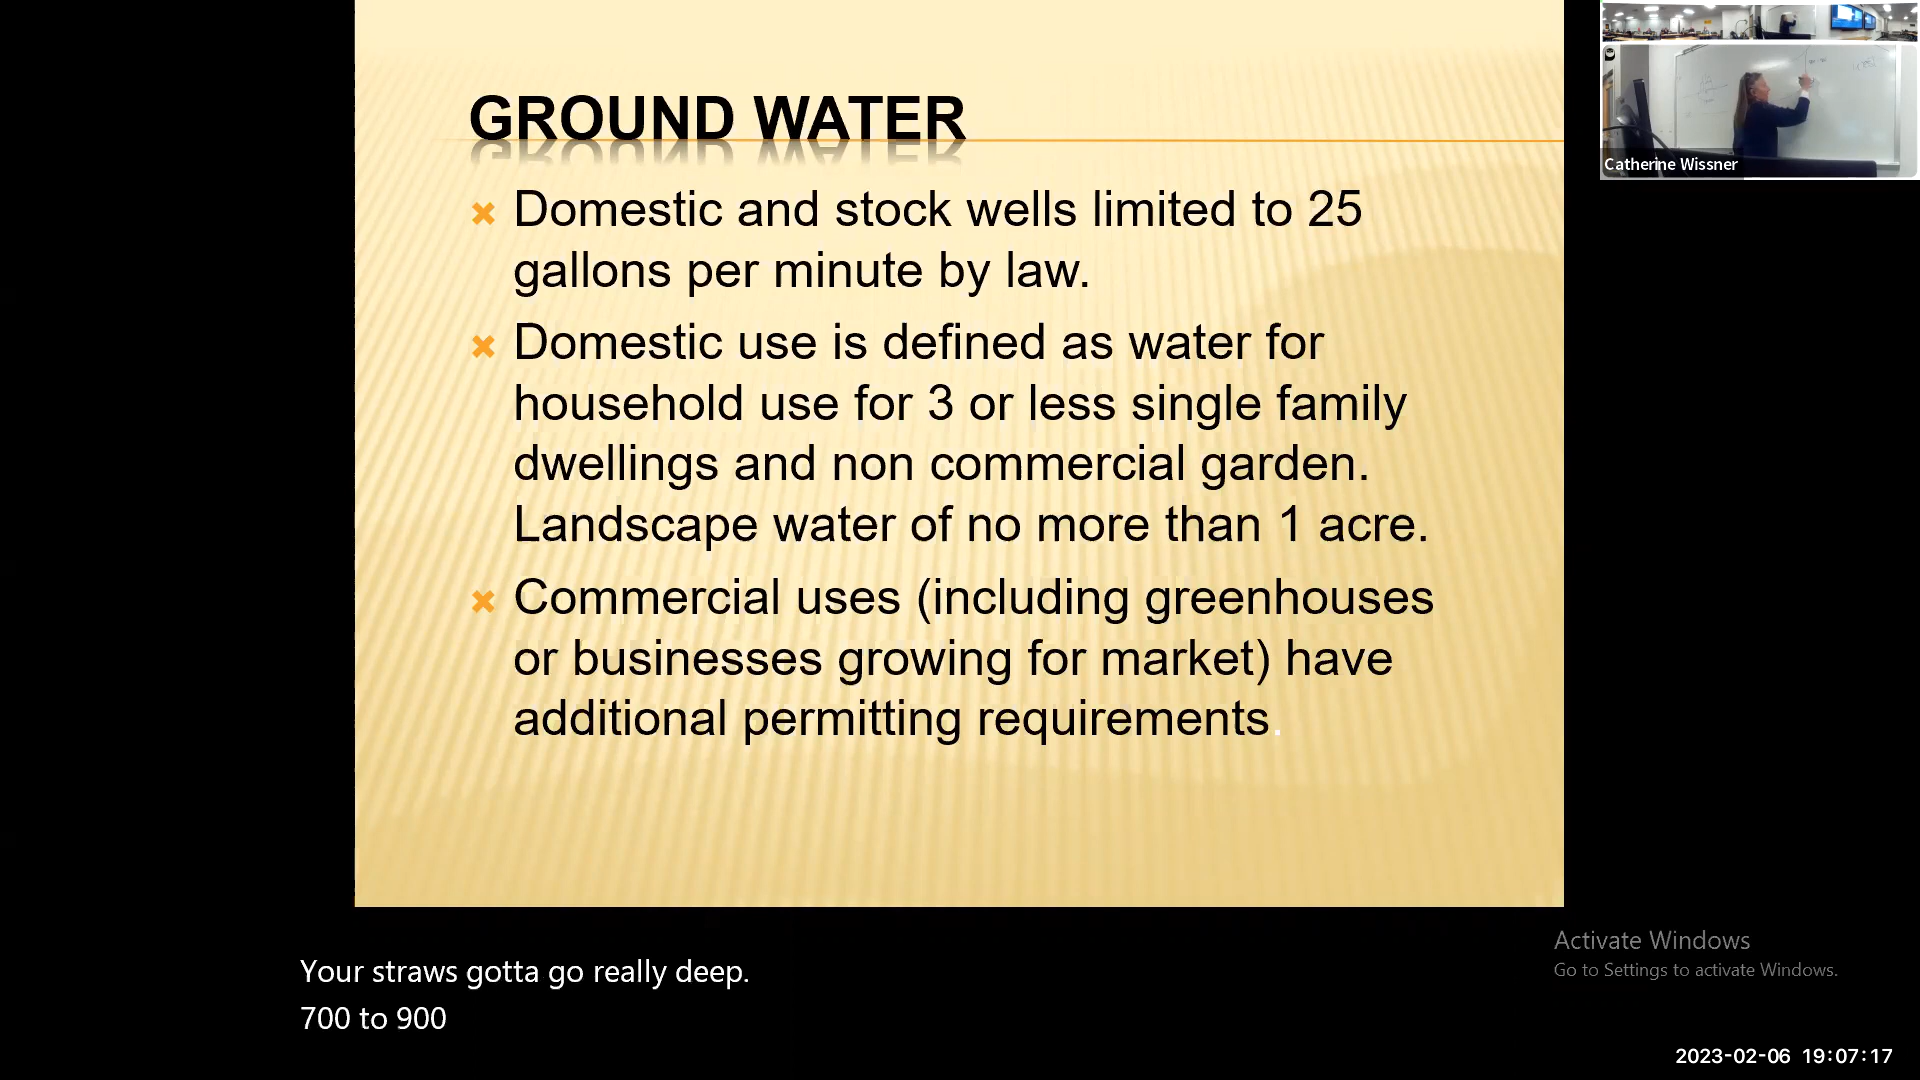 GROUND WATER
Domestic and stock wells limited to 25
gallons per minute by law.
Domestic use is defined as water for
household use for 3 or less single family
dwellings and non commercial garden.
Landscape water of no more than 1 acre.
Commercial uses (including greenhouses
or businesses growing for market) have
additional permitting requirements.
Catherine Wissner
Your straws gotta go really deep.
700 to 900
Activate Windows
Go to Settings to activate Windows.
2023-02-06 19:07:17